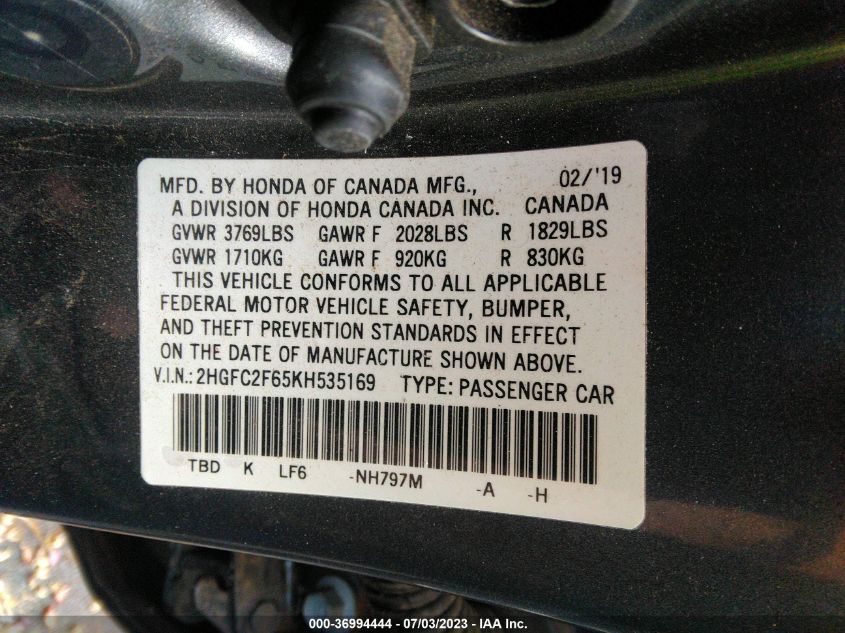 MFD. BY HONDA OF CANADA MFG., 02/'19
A DIVISION OF HONDA CANADA INC. CANADA
GVWR 3769LBS GAWR F 2028LBS R 1829LBS
GVWR 1710KG GAWR F 920KG R 830KG
THIS VEHICLE CONFORMS TO ALL APPLICABLE
FEDERAL MOTOR VEHICLE SAFETY, BUMPER,
AND THEFT PREVENTION STANDARDS IN EFFECT
ON THE DATE OF MANUFACTURE SHOWN ABOVE.
V.I.N.: 2HGFC2F65KH535169 TYPE: PASSENGER CAR
TBD K LF6 -NH797M -A -H
000-36994444 - 07/03/2023 - IAA Inc.